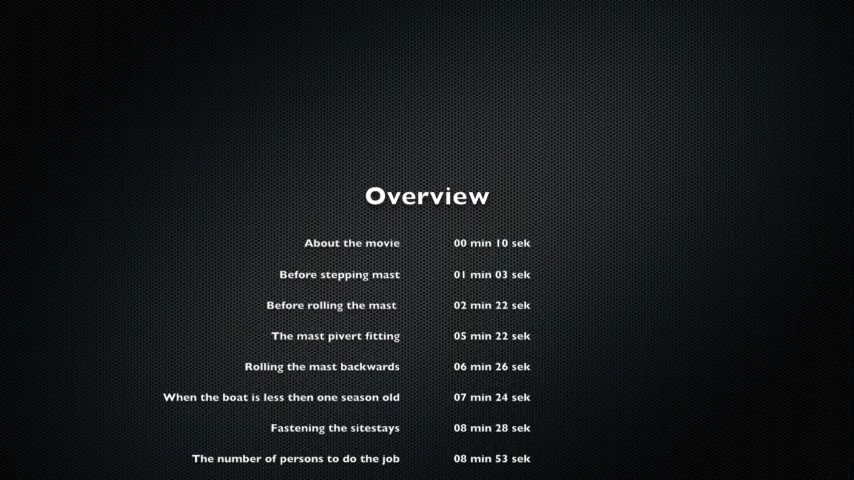 Overview
About the movie 00 min 10 sek
Before stepping mast 01 min 03 sek
Before rolling the mast 02 min 22 sek
The mast pivert fitting 05 min 22 sek
Rolling the mast backwards 06 min 26 sek
When the boat is less then one season old 07 min 24 sek
Fastening the sitestays 08 min 28 sek
The number of persons to do the job 08 min 53 sek